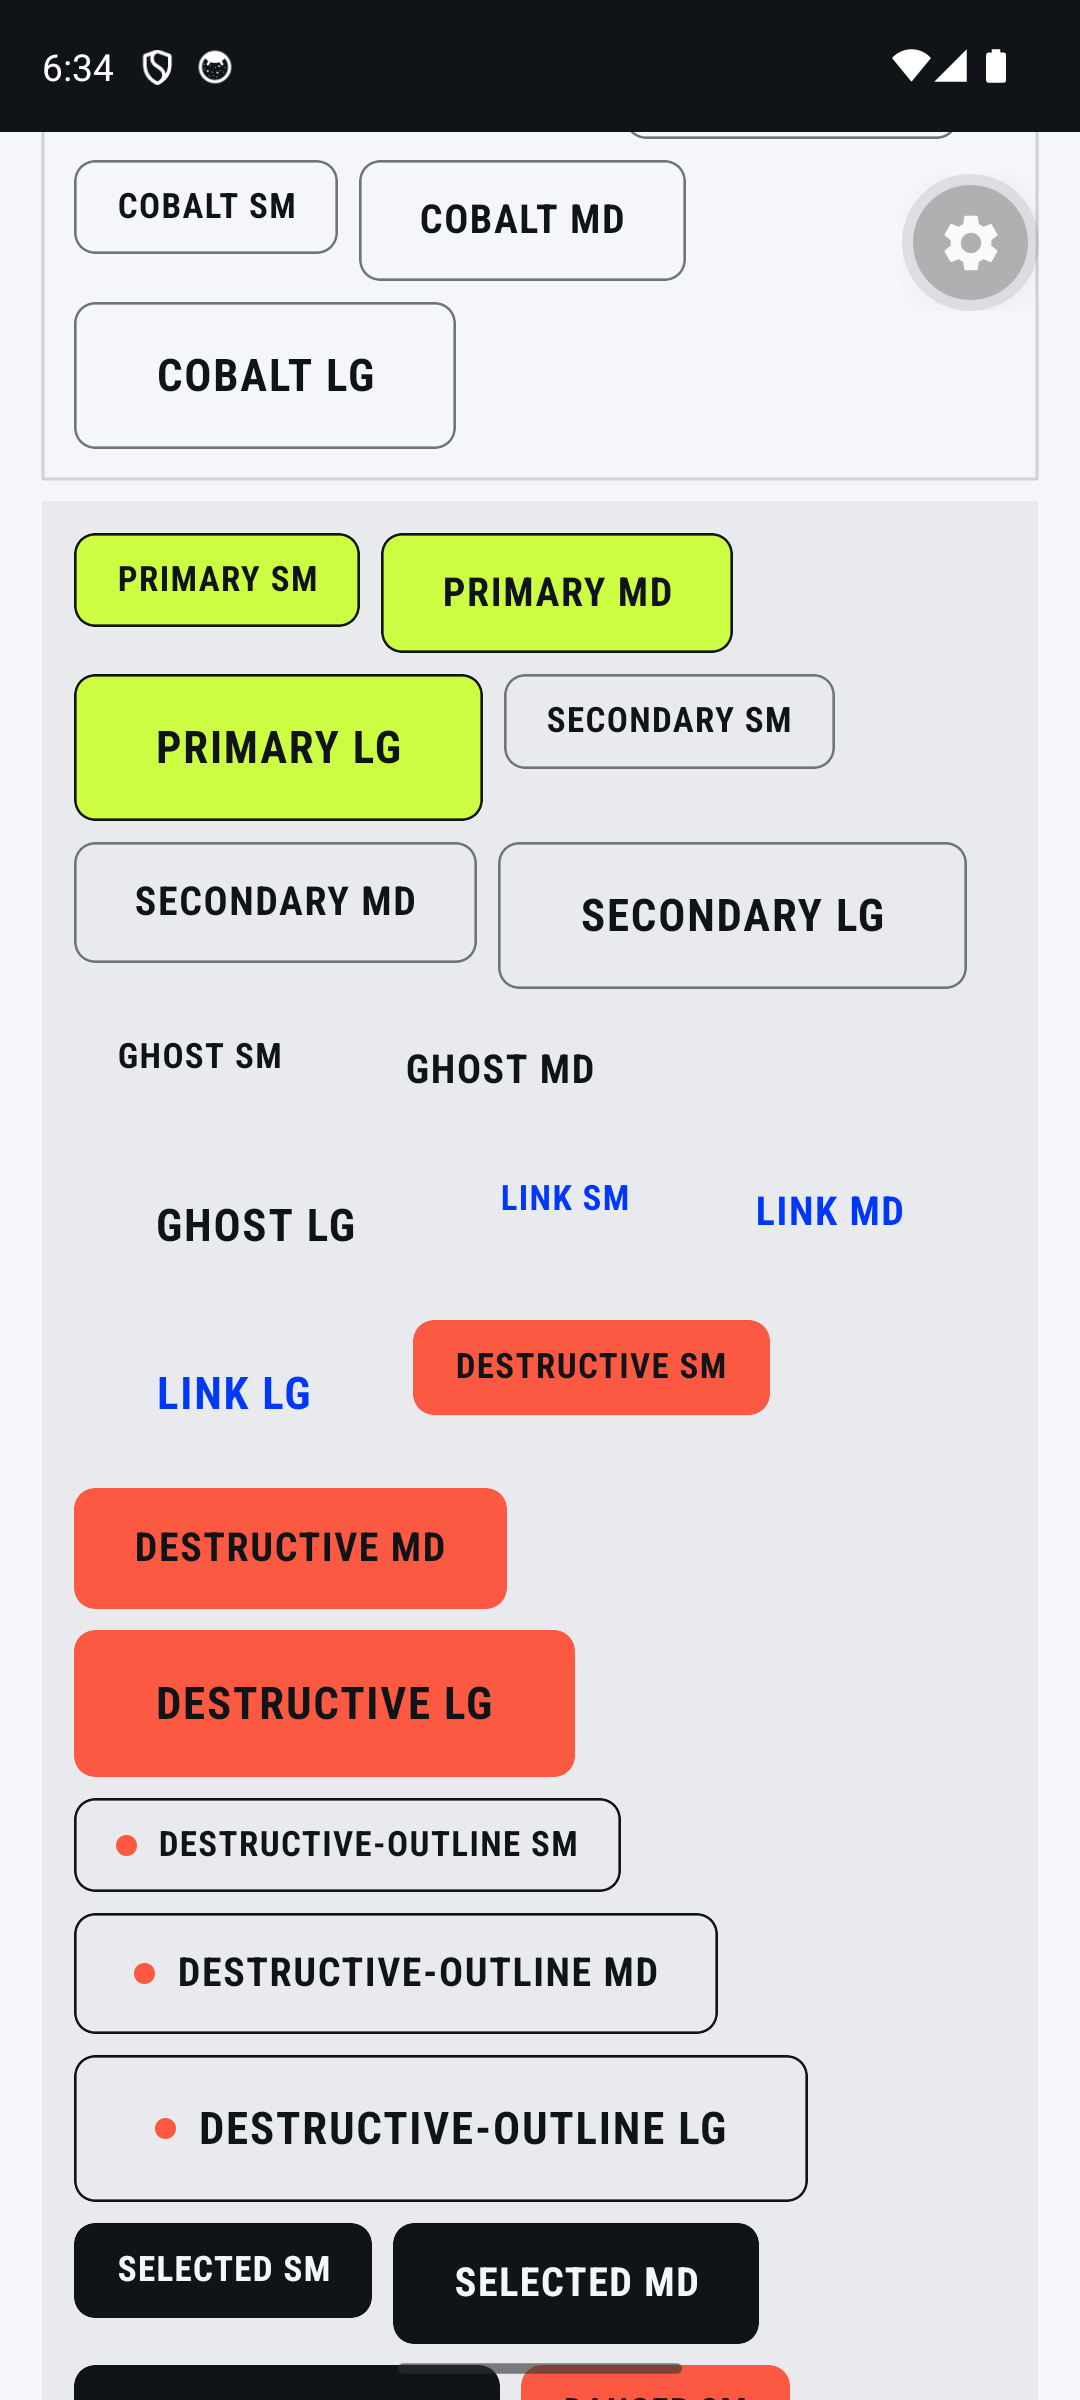 6:34
COBALT SM
COBALT MD
COBALT LG
PRIMARY SM
PRIMARY MD
PRIMARY LG
SECONDARY SM
SECONDARY MD
SECONDARY LG
GHOST SM
GHOST MD
GHOST LG
LINK SM
LINK MD
LINK LG
DESTRUCTIVE SM
DESTRUCTIVE MD
DESTRUCTIVE LG
DESTRUCTIVE-OUTLINE SM
DESTRUCTIVE-OUTLINE MD
DESTRUCTIVE-OUTLINE LG
SELECTED SM
SELECTED MD